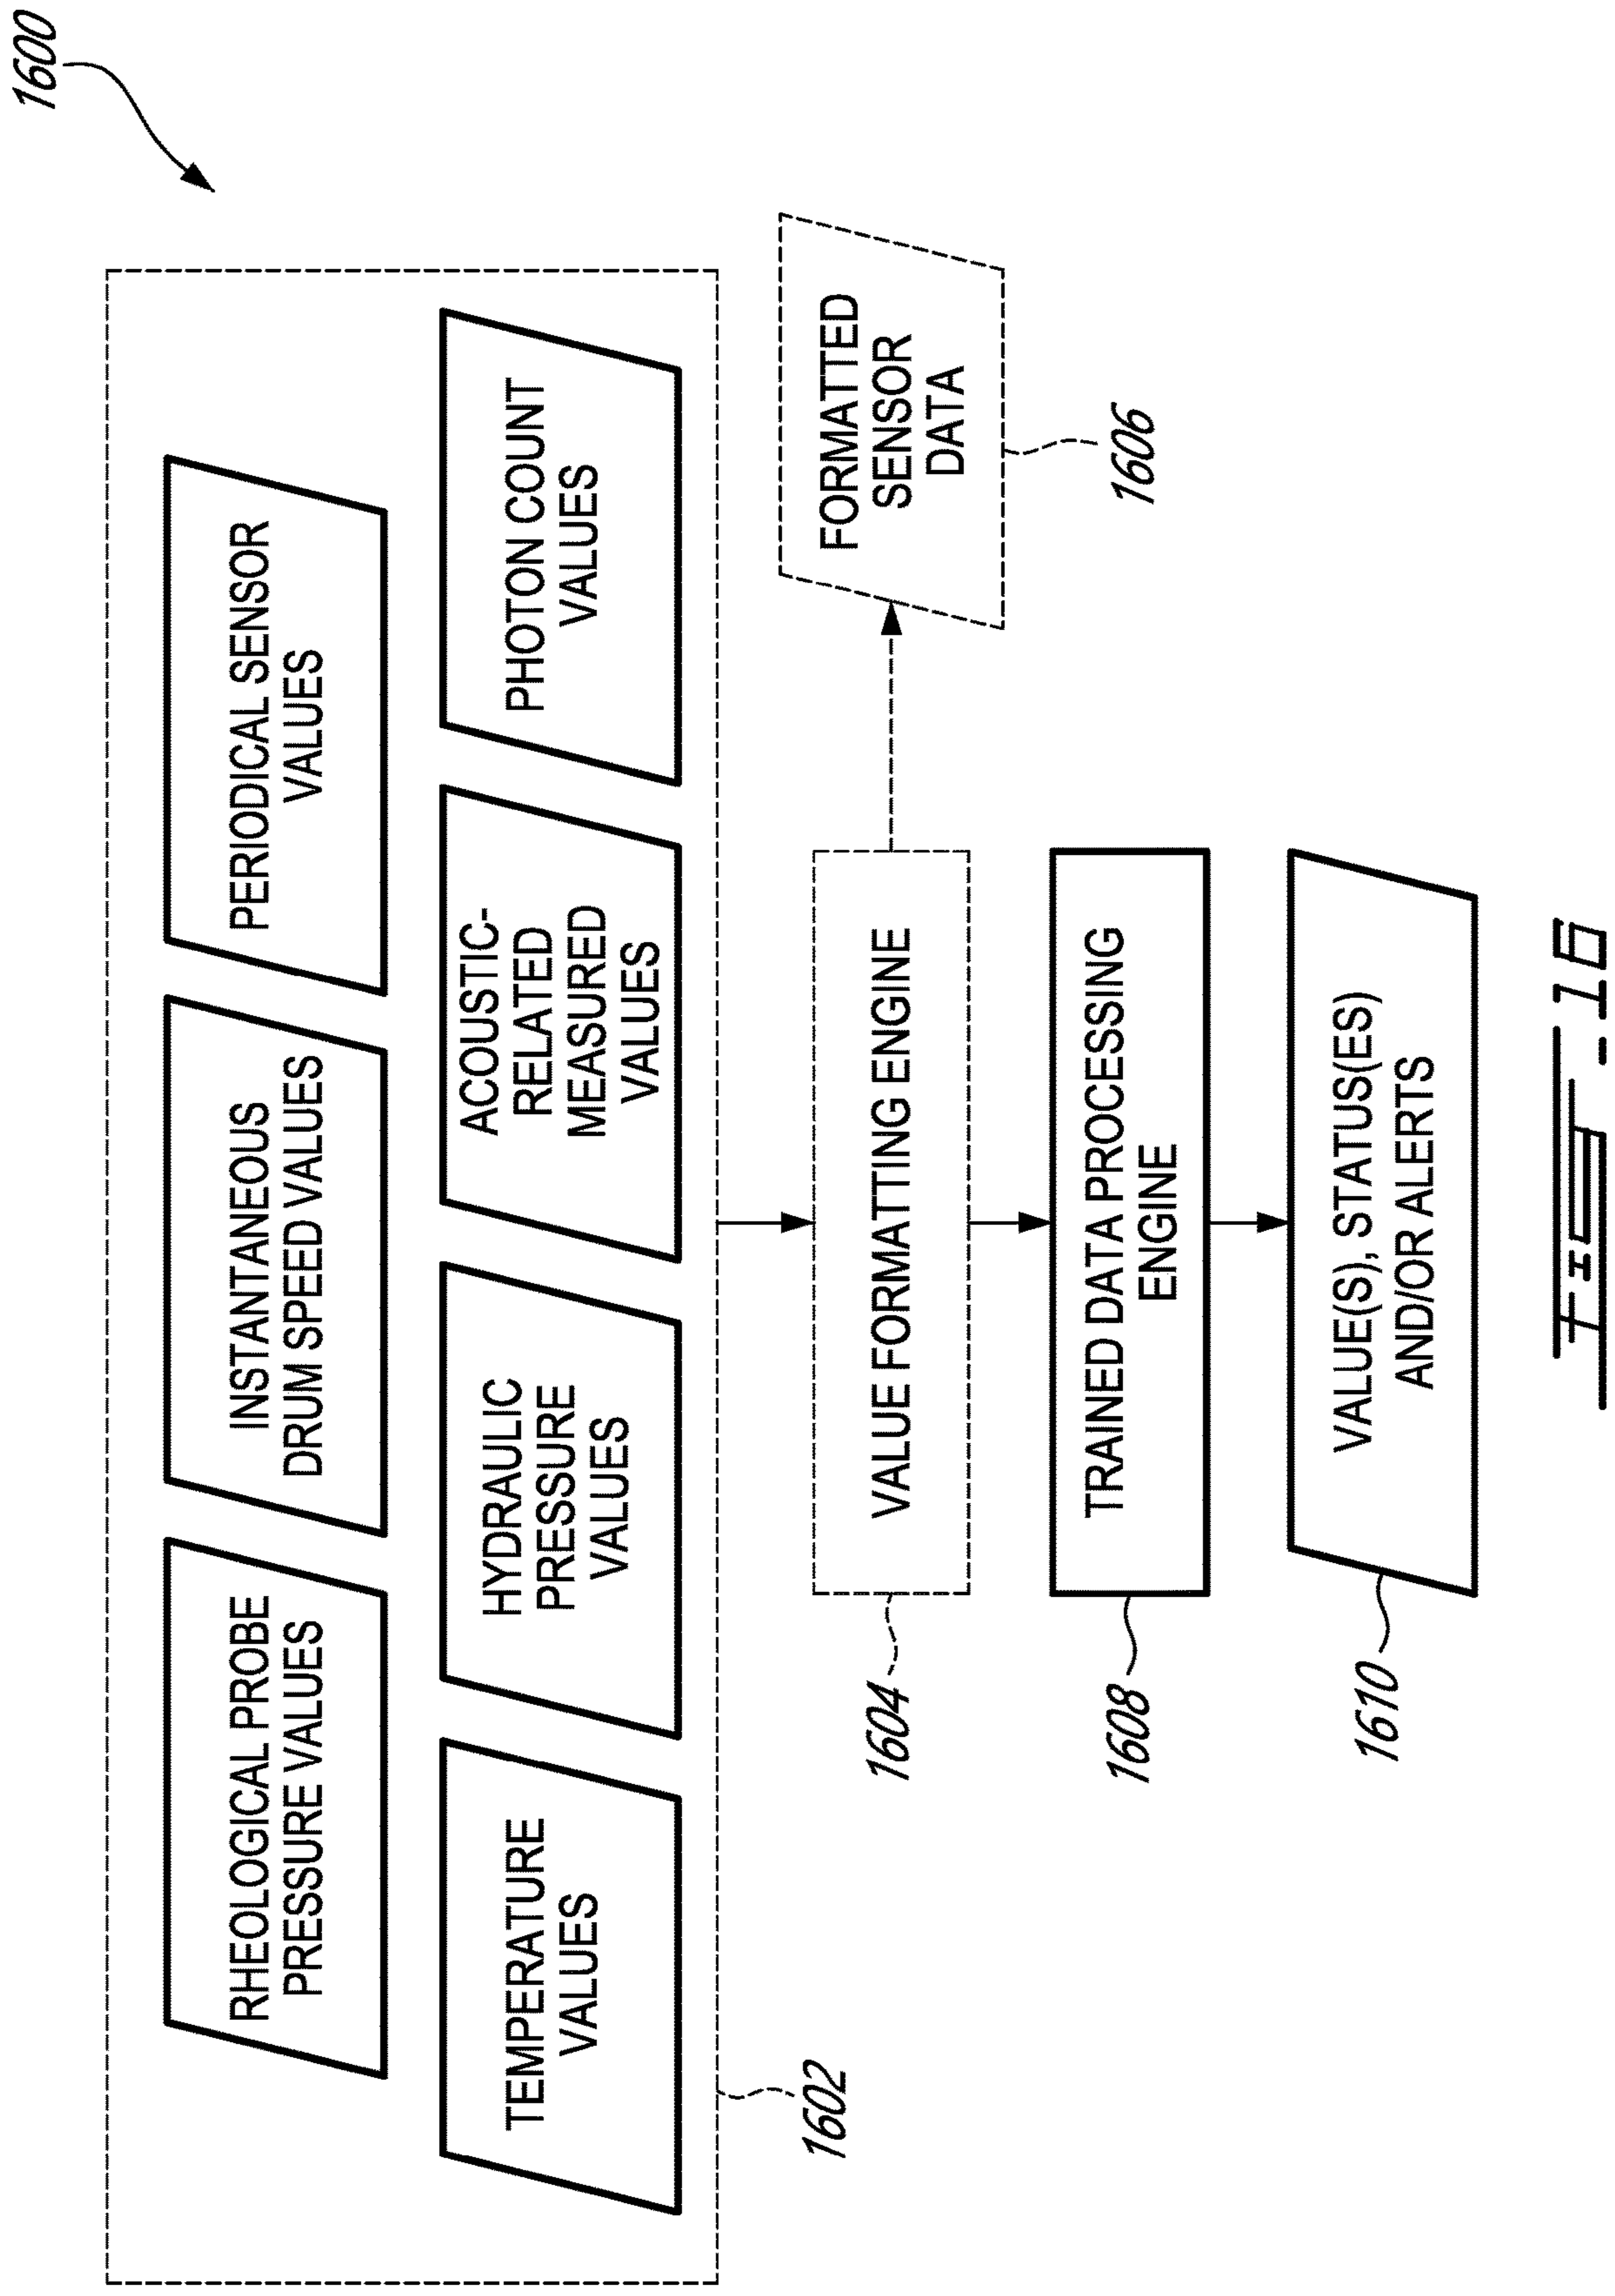 1600
RHEOLOGICAL PROBE
PRESSURE VALUES
INSTANTANEOUS
DRUM SPEED VALUES
PERIODICAL SENSOR
VALUES
TEMPERATURE
VALUES
HYDRAULIC
PRESSURE
VALUES
ACOUSTIC-
RELATED
MEASURED
VALUES
PHOTON COUNT
VALUES
1602
1604
VALUE FORMATTING ENGINE
FORMATTED
SENSOR
DATA
1606
1608
TRAINED DATA PROCESSING
ENGINE
1610
VALUE(S), STATUS(ES)
AND/OR ALERTS
Fig. 16